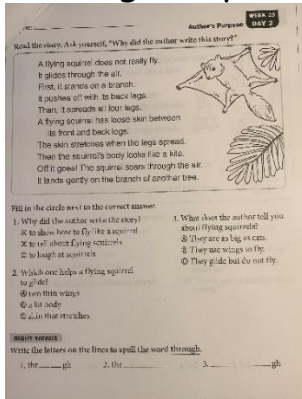 WEEK 23
DAY 2
Author's Purpose
Read the story. Ask yourself, "Why did the author write this story?"
A flying squirrel does not really fly.
It glides through the air.
First, it stands on a branch.
It pushes off with its back legs.
Then, it spreads all four legs.
A flying squirrel has loose skin between
its front and back legs.
The skin stretches when the legs spread.
Then the squirrel's body looks like a kite.
Off it goes! The squirrel soars through the air.
It lands gently on the branch of another tree.
Fill in the circle next to the correct answer.
1. Why did the author write the story?
to show how to fly like a squirrel
to tell about flying squirrels
to laugh at squirrels
2. Which one helps a flying squirrel
to glide?
Ⓐ two thin wings
Ⓑ a fat body
Ⓒ skin that stretches
3. What does the author tell you
about flying squirrels?
Ⓐ They are as big as cats.
Ⓑ They use wings to fly.
Ⓒ They glide but do not fly.
SIGHT WORDS
Write the letters on the lines to spell the word through.
1. thr____gh 2. thr____ 3. ____gh